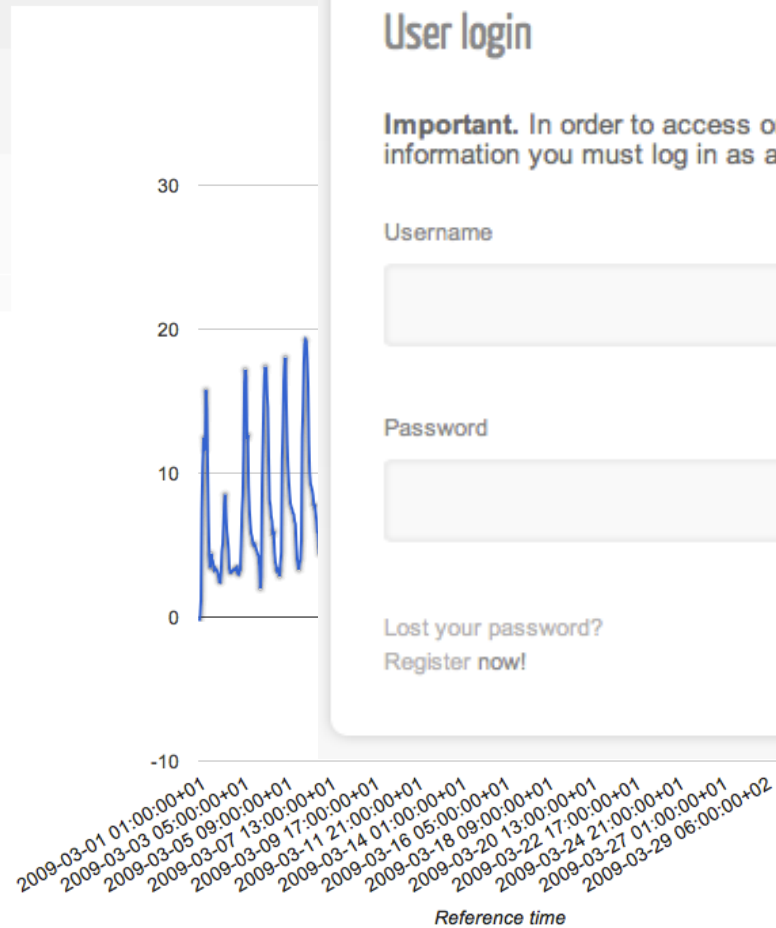 User login
Important. In order to access
information you must log in as
Username
Password
Lost your password?
Register now!
30
20
10
0
-10
2009-03-01 01:00:00+01
2009-03-03 05:00:00+01
2009-03-05 09:00:00+01
2009-03-07 13:00:00+01
2009-03-09 17:00:00+01
2009-03-11 21:00:00+01
2009-03-14 01:00:00+01
2009-03-16 05:00:00+01
2009-03-18 09:00:00+01
2009-03-20 13:00:00+01
2009-03-22 17:00:00+01
2009-03-24 21:00:00+01
2009-03-27 01:00:00+01
2009-03-29 06:00:00+02
Reference time